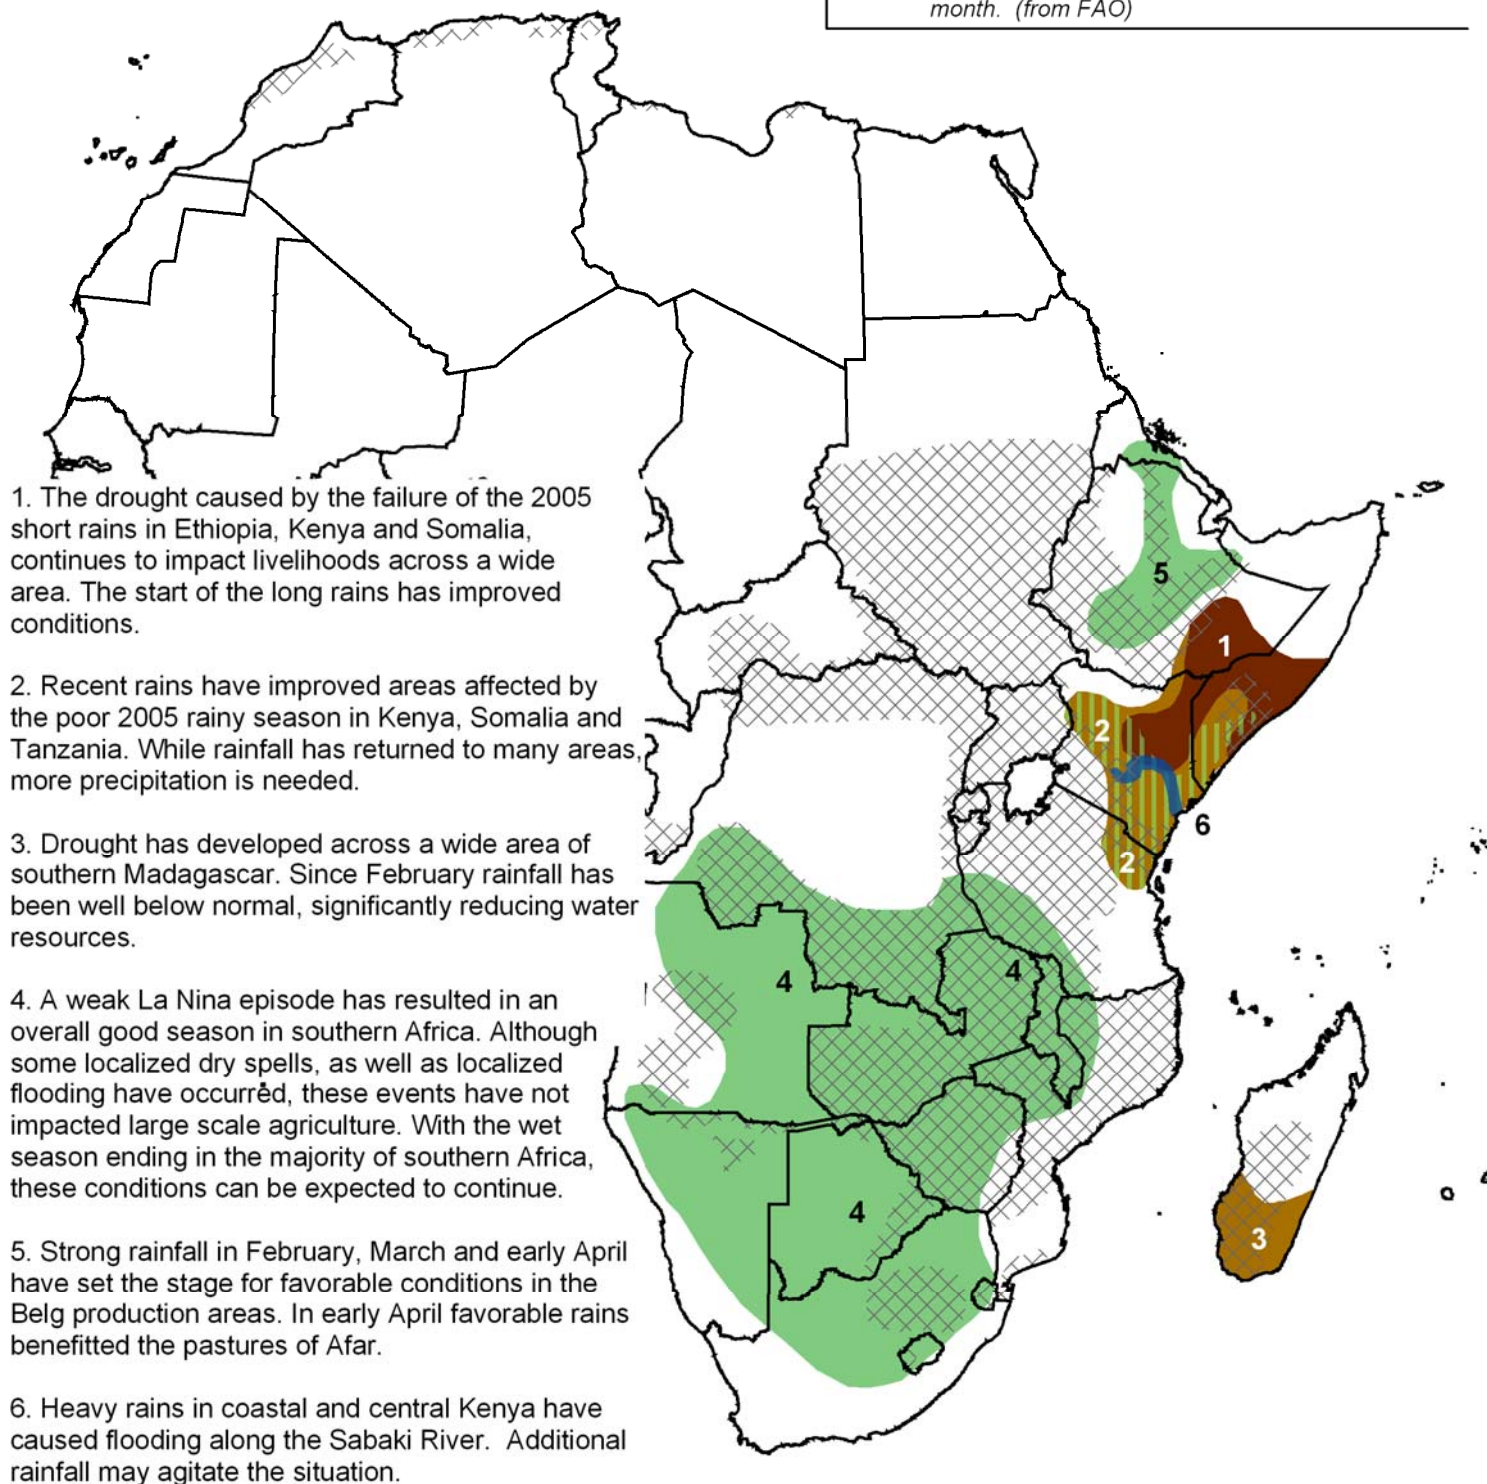 month. (from FAO)
1. The drought caused by the failure of the 2005
short rains in Ethiopia, Kenya and Somalia,
continues to impact livelihoods across a wide
area. The start of the long rains has improved
conditions.
2. Recent rains have improved areas affected by
the poor 2005 rainy season in Kenya, Somalia and
Tanzania. While rainfall has returned to many areas,
more precipitation is needed.
3. Drought has developed across a wide area of
southern Madagascar. Since February rainfall has
been well below normal, significantly reducing water
resources.
4. A weak La Nina episode has resulted in an
overall good season in southern Africa. Although
some localized dry spells, as well as localized
flooding have occurred, these events have not
impacted large scale agriculture. With the wet
season ending in the majority of southern Africa,
these conditions can be expected to continue.
5. Strong rainfall in February, March and early April
have set the stage for favorable conditions in the
Belg production areas. In early April favorable rains
benefitted the pastures of Afar.
6. Heavy rains in coastal and central Kenya have
caused flooding along the Sabaki River. Additional
rainfall may agitate the situation.
5
1
2
6
2
4
4
4
3